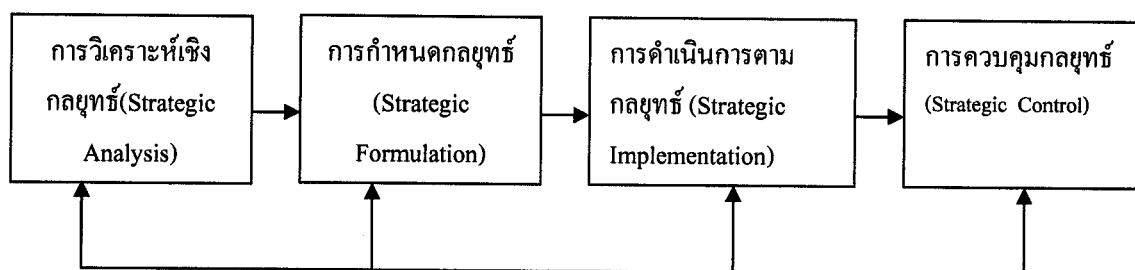 การวิเคราะห์เชิง
กลยุทธ์(Strategic
Analysis)
การกำหนดกลยุทธ์
(Strategic
Formulation)
การดำเนินการตาม
กลยุทธ์ (Strategic
Implementation)
การควบคุมกลยุทธ์
(Strategic Control)